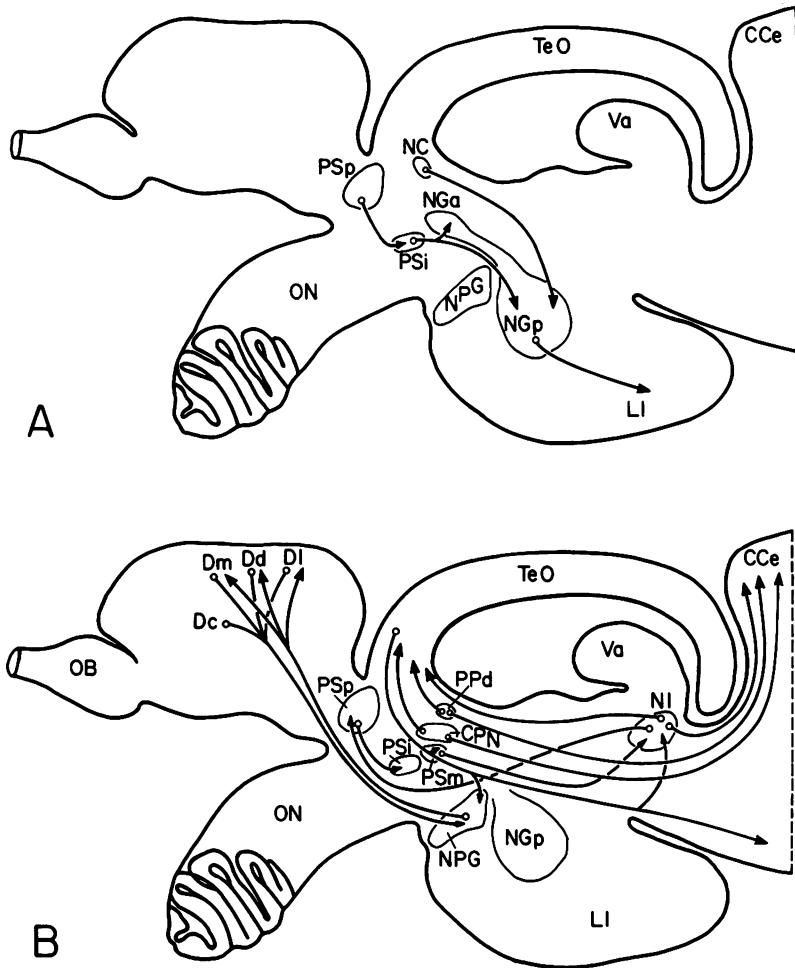 CCe
TeO
Va
NC
PSp
NGa
PSi
ON
NPG
NGp
LI
A
Dm Dd Dl
CCe
TeO
Dc
Va
OB
PSp
PPd
NI
CPN
PSi
PSm
ON
NGp
NPG
LI
B